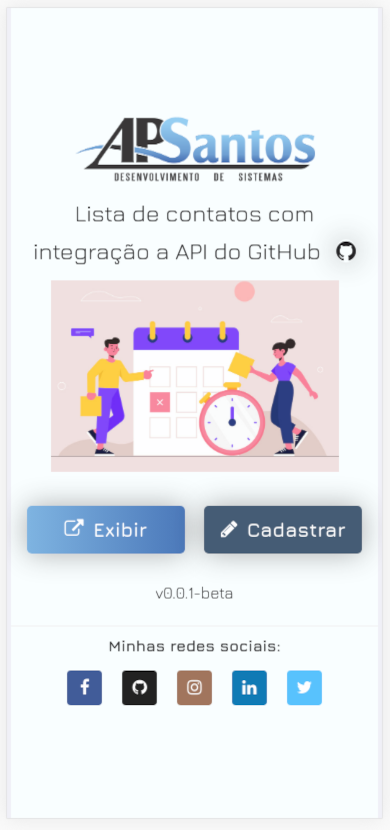 APSantos
DESENVOLVIMENTO DE SISTEMAS
Lista de contatos com
integração a API do GitHub
Exibir
Cadastrar
v0.0.1-beta
Minhas redes sociais: